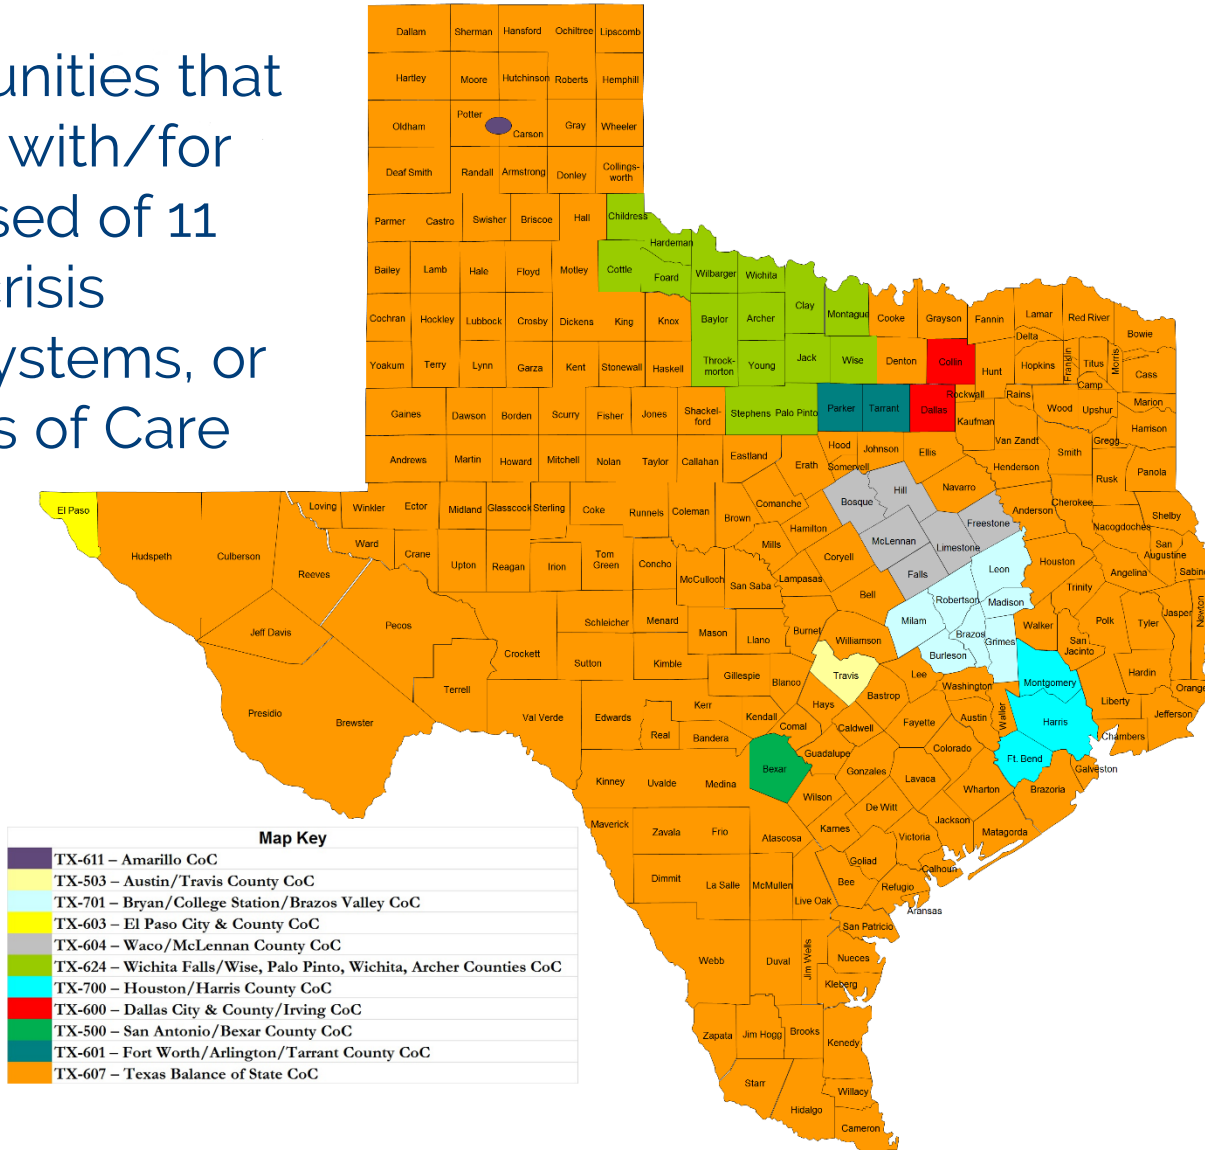 unities that
with/for
sed of 11
risis
ystems, or
s of Care
Dallam Sherman Hansford Ochiltree Lipscomb
Hartley Moore Hutchinson Roberts Hemphill
Oldham Potter Carson Gray Wheeler
Deaf Smith Randall Armstrong Donley Collings-
worth
Parmer Castro Swisher Briscoe Hall Childress
Hardeman
Bailey Lamb Hale Floyd Motley Cottle Foard Wilbarger Wichita
Clay
Cochran Hockley Lubbock Crosby Dickens King Knox Baylor Archer Montague Cooke Grayson Fannin Lamar Red River Bowie
Delta
Yoakum Terry Lynn Garza Kent Stonewall Haskell Throck-
morton Young Jack Wise Denton Collin Hunt Hopkins Franklin Titus Morris Cass
Camp
Gaines Dawson Borden Scurry Fisher Jones Shackel-
ford Stephens Palo Pinto Parker Tarrant Dallas Rockwall Kaufman Rains Wood Upshur Marion
Gregg Harrison
Andrews Martin Howard Mitchell Nolan Taylor Callahan Eastland Erath Hood Somervell Johnson Ellis Van Zandt Henderson Smith Rusk Panola
El Paso Hudspeth Culberson Reeves Loving Winkler Ector Midland Glasscock Sterling Coke Runnels Coleman Brown Comanche Bosque Hill Navarro Freestone Anderson Cherokee Nacogdoches Shelby
San
Augustine
Ward Crane Upton Reagan Irion Tom
Green Concho McCulloch San Saba Mills Hamilton Coryell McLennan Limestone Falls Leon Houston Angelina Sabin
Lampasas Bell Robertson Madison Trinity
Jeff Davis Pecos Schleicher Menard Mason Llano Burnet Williamson Milam Brazos Grimes Walker San
Jacinto Polk Tyler Jasper Newton
Burleson
Crockett Sutton Kimble Gillespie Blanco Travis Lee Washington Montgomery Hardin
Terrell Bastrop Liberty Orange
Presidio Brewster Val Verde Edwards Kerr Kendall Hays Caldwell Fayette Austin Waller Harris Jefferson
Real Bandera Comal Chambers
Guadalupe Colorado
Kinney Uvalde Medina Bexar Gonzales Lavaca Ft. Bend Galveston
Wilson Wharton Brazoria
Maverick Zavala Frio Atascosa Karnes De Witt Jackson Matagorda
Victoria
Dimmit La Salle McMullen Live Oak Bee Goliad Calhoun
Refugio
Aransas
San Patricio
Webb Duval Jim Wells Nueces
Kleberg
Zapata Jim Hogg Brooks Kenedy
Starr Willacy
Hidalgo
Cameron
Map Key
TX-611 – Amarillo CoC
TX-503 – Austin/Travis County CoC
TX-701 – Bryan/College Station/Brazos Valley CoC
TX-603 – El Paso City & County CoC
TX-604 – Waco/McLennan County CoC
TX-624 – Wichita Falls/Wise, Palo Pinto, Wichita, Archer Counties CoC
TX-700 – Houston/Harris County CoC
TX-600 – Dallas City & County/Irving CoC
TX-500 – San Antonio/Bexar County CoC
TX-601 – Fort Worth/Arlington/Tarrant County CoC
TX-607 – Texas Balance of State CoC